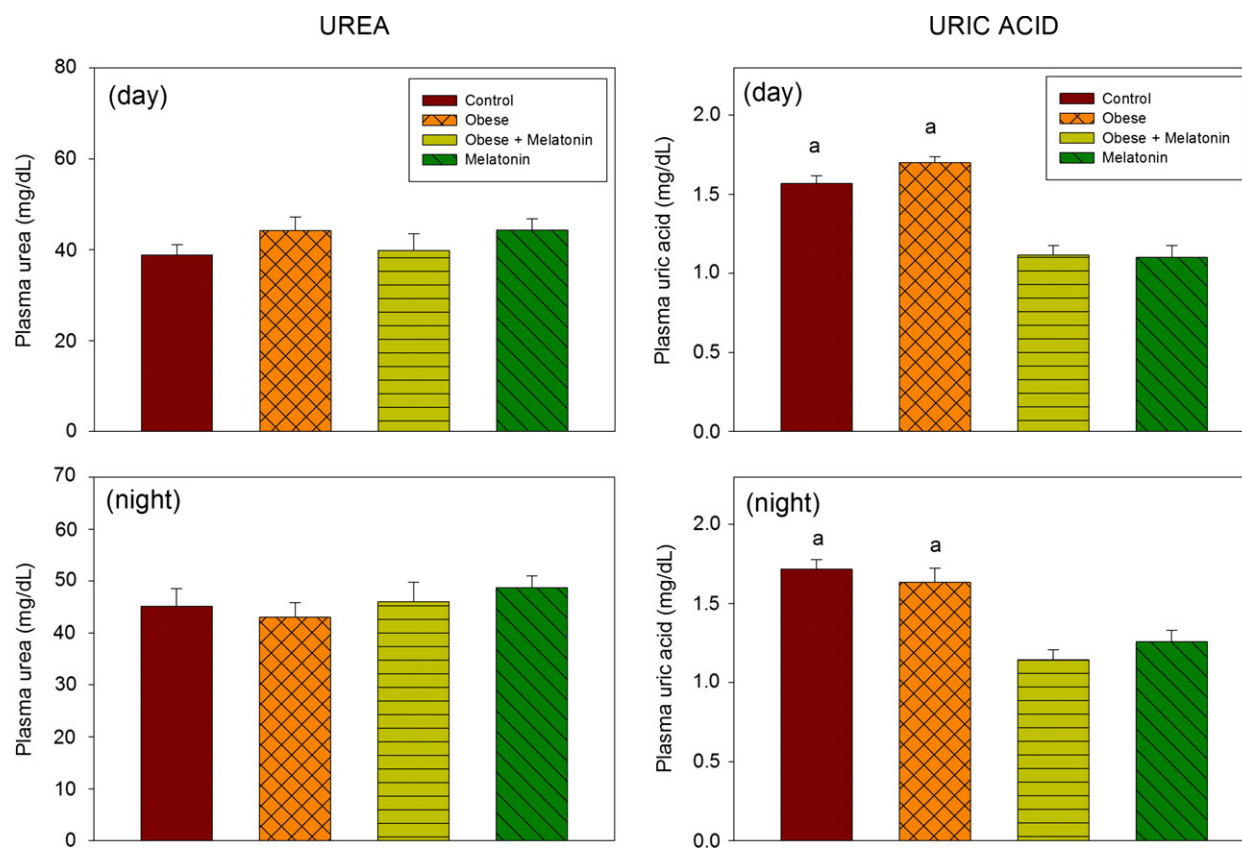 UREA
URIC ACID
(day)
Control
Obese
Obese + Melatonin
Melatonin
Plasma urea (mg/dL)
80
60
40
20
0
(day)
a
a
Control
Obese
Obese + Melatonin
Melatonin
Plasma uric acid (mg/dL)
2.0
1.5
1.0
0.5
0.0
(night)
Plasma urea (mg/dL)
70
60
50
40
30
20
10
0
(night)
a
a
Plasma uric acid (mg/dL)
2.0
1.5
1.0
0.5
0.0